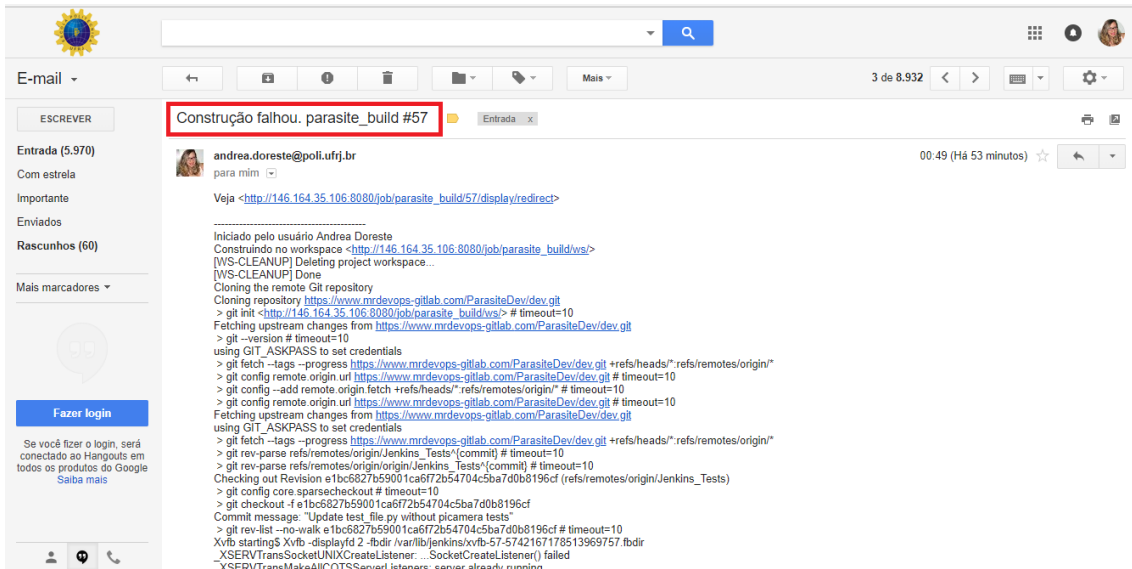 E-mail
Mais
3 de 8.932
ESCREVER
Construção falhou. parasite_build #57
Entrada x
Entrada (5.970)
Com estrela
Importante
Enviados
Rascunhos (60)
Mais marcadores
Fazer login
Se você fizer o login, será
conectado ao Hangouts em
todos os produtos do Google
Saiba mais
andrea.doreste@poli.ufrj.br
00:49 (Há 53 minutos)
para mim
Veja <http://146.164.35.106:8080/job/parasite_build/57/display/redirect>
------------------------------------------
Iniciado pelo usuário Andrea Doreste
Construindo no workspace <http://146.164.35.106:8080/job/parasite_build/ws/>
[WS-CLEANUP] Deleting project workspace...
[WS-CLEANUP] Done
Cloning the remote Git repository
Cloning repository https://www.mrdevops-gitlab.com/ParasiteDev/dev.git
> git init <http://146.164.35.106:8080/job/parasite_build/ws/> # timeout=10
Fetching upstream changes from https://www.mrdevops-gitlab.com/ParasiteDev/dev.git
> git --version # timeout=10
using GIT_ASKPASS to set credentials
> git fetch --tags --progress https://www.mrdevops-gitlab.com/ParasiteDev/dev.git +refs/heads/*:refs/remotes/origin/*
> git config remote.origin.url https://www.mrdevops-gitlab.com/ParasiteDev/dev.git # timeout=10
> git config --add remote.origin.fetch +refs/heads/*:refs/remotes/origin/* # timeout=10
> git config remote.origin.url https://www.mrdevops-gitlab.com/ParasiteDev/dev.git # timeout=10
Fetching upstream changes from https://www.mrdevops-gitlab.com/ParasiteDev/dev.git
using GIT_ASKPASS to set credentials
> git fetch --tags --progress https://www.mrdevops-gitlab.com/ParasiteDev/dev.git +refs/heads/*:refs/remotes/origin/*
> git rev-parse refs/remotes/origin/Jenkins_Tests^{commit} # timeout=10
> git rev-parse refs/remotes/origin/origin/Jenkins_Tests^{commit} # timeout=10
Checking out Revision e1bc6827b59001ca6f72b54704c5ba7d0b8196cf (refs/remotes/origin/Jenkins_Tests)
> git config core.sparsecheckout # timeout=10
> git checkout -f e1bc6827b59001ca6f72b54704c5ba7d0b8196cf
Commit message: "Update test_file.py without picamera tests"
> git rev-list --no-walk e1bc6827b59001ca6f72b54704c5ba7d0b8196cf # timeout=10
Xvfb starting$ Xvfb -displayfd 2 -fbdir /var/lib/jenkins/xvfb-57-5742167178513969757.fbdir
_XSERVTransSocketUNIXCreateListener: ...SocketCreateListener() failed
_XSERVTransMakeAllCOTSServerListeners: server already running